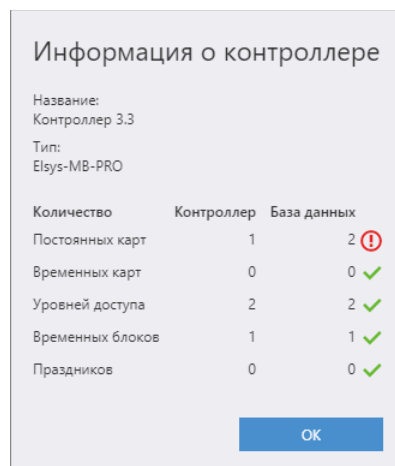 Информация о контроллере
Название:
Контроллер 3.3
Тип:
Elsys-MB-PRO
Количество Контроллер База данных
Постоянных карт 1 2
Временных карт 0 0
Уровней доступа 2 2
Временных блоков 1 1
Праздников 0 0
ОК